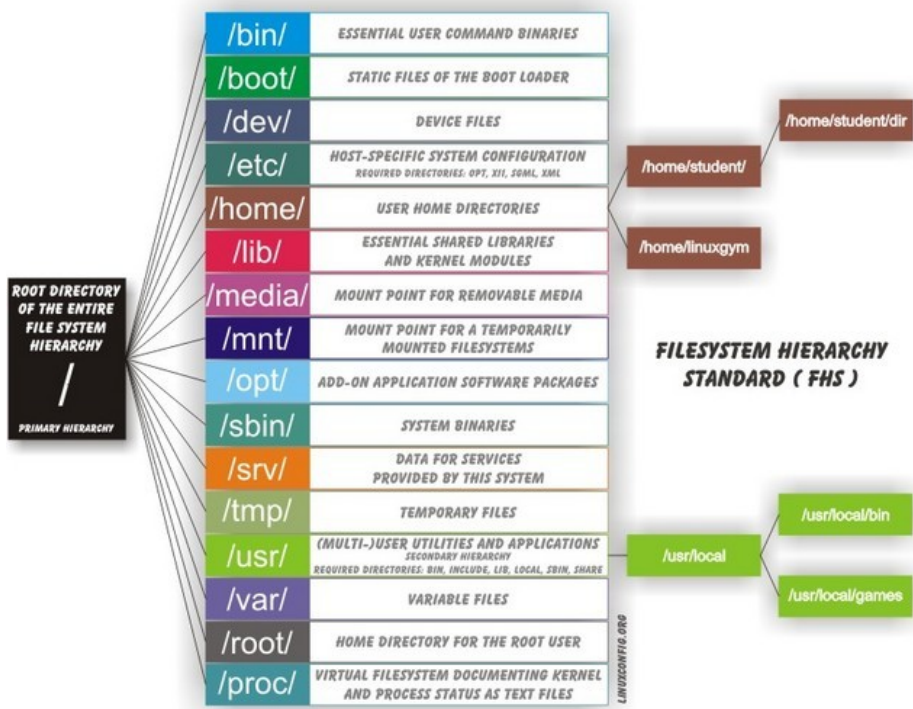 ROOT DIRECTORY
OF THE ENTIRE
FILE SYSTEM
HIERARCHY
/
PRIMARY HIERARCHY
/bin/ ESSENTIAL USER COMMAND BINARIES
/boot/ STATIC FILES OF THE BOOT LOADER
/dev/ DEVICE FILES
/etc/ HOST-SPECIFIC SYSTEM CONFIGURATION
REQUIRED DIRECTORIES: OPT, XII, SGML, XML
/home/ USER HOME DIRECTORIES
/lib/ ESSENTIAL SHARED LIBRARIES
AND KERNEL MODULES
/media/ MOUNT POINT FOR REMOVABLE MEDIA
/mnt/ MOUNT POINT FOR A TEMPORARILY
MOUNTED FILESYSTEMS
/opt/ ADD-ON APPLICATION SOFTWARE PACKAGES
/sbin/ SYSTEM BINARIES
/srv/ DATA FOR SERVICES
PROVIDED BY THIS SYSTEM
/tmp/ TEMPORARY FILES
/usr/ (MULTI-)USER UTILITIES AND APPLICATIONS
SECONDARY HIERARCHY
REQUIRED DIRECTORIES: BIN, INCLUDE, LIB, LOCAL, SBIN, SHARE
/var/ VARIABLE FILES
/root/ HOME DIRECTORY FOR THE ROOT USER
/proc/ VIRTUAL FILESYSTEM DOCUMENTING KERNEL
AND PROCESS STATUS AS TEXT FILES
/home/student/
/home/student/dir
/home/linuxgym
FILESYSTEM HIERARCHY
STANDARD ( FHS )
/usr/local
/usr/local/bin
/usr/local/games
LINUXCONFIG.ORG